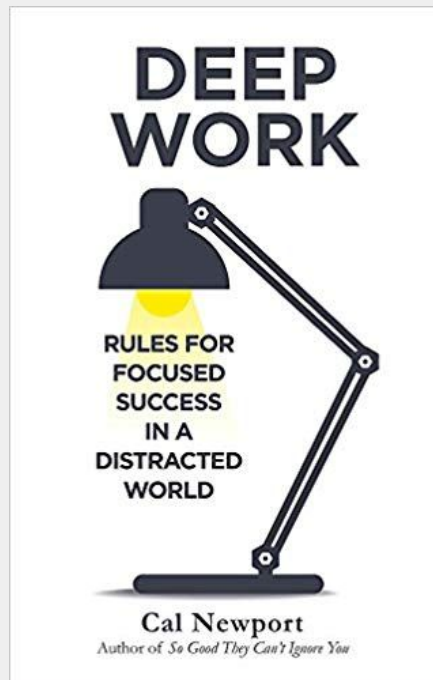 DEEP
WORK
RULES FOR
FOCUSED
SUCCESS
IN A
DISTRACTED
WORLD
Cal Newport
Author of So Good They Can't Ignore You